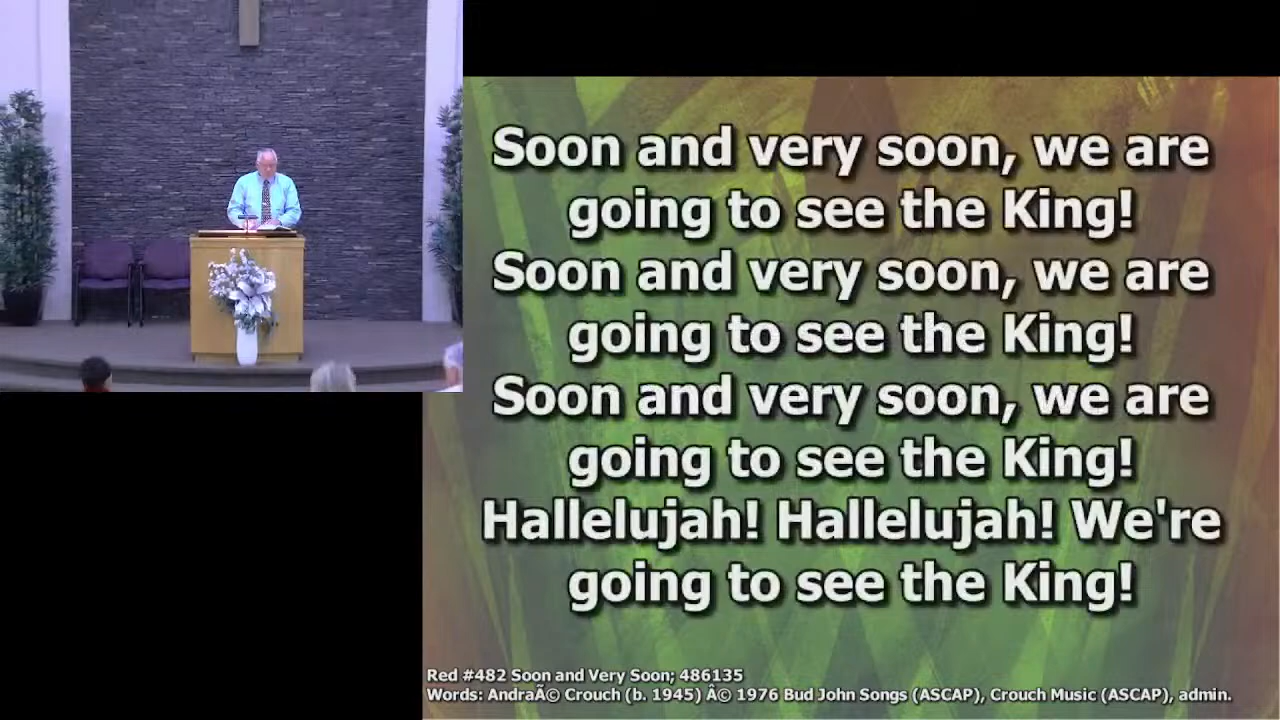 Soon and very soon, we are
going to see the King!
Soon and very soon, we are
going to see the King!
Soon and very soon, we are
going to see the King!
Hallelujah! Hallelujah! We're
going to see the King!
Red #482 Soon and Very Soon; 486135
Words: AndraÃ© Crouch (b. 1945) Â© 1976 Bud John Songs (ASCAP), Crouch Music (ASCAP), admin.